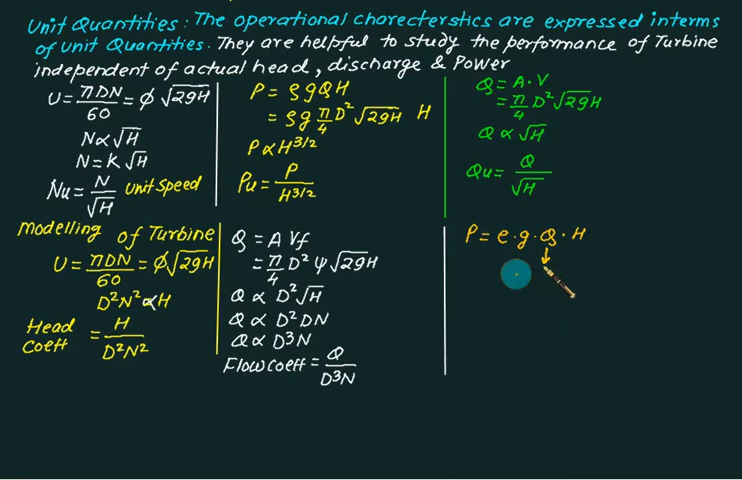 Unit Quantities: The operational charecterstics are expressed interms
of Unit Quantities. They are helpful to study the performance of Turbine
independent of actual head, discharge & Power
U = πDN/60 = φ √2gH
N ∝ √H
N = K √H
Nu = N/√H Unit Speed
P = ρgQH
= ρg π/4 D² √2gH H
P ∝ H^3/2
Pu = P/H^3/2
Q = A·V
= π/4 D² √2gH
Q ∝ √H
Qu = Q/√H
Modelling of Turbine
U = πDN/60 = φ√2gH
D²N² ∝ H
Head Coeff = H/D²N²
Q = A Vf
= π/4 D² ψ √2gH
Q ∝ D²√H
Q ∝ D² DN
Q ∝ D³N
Flow coeff = Q/D³N
P = e·g·Q·H
↓